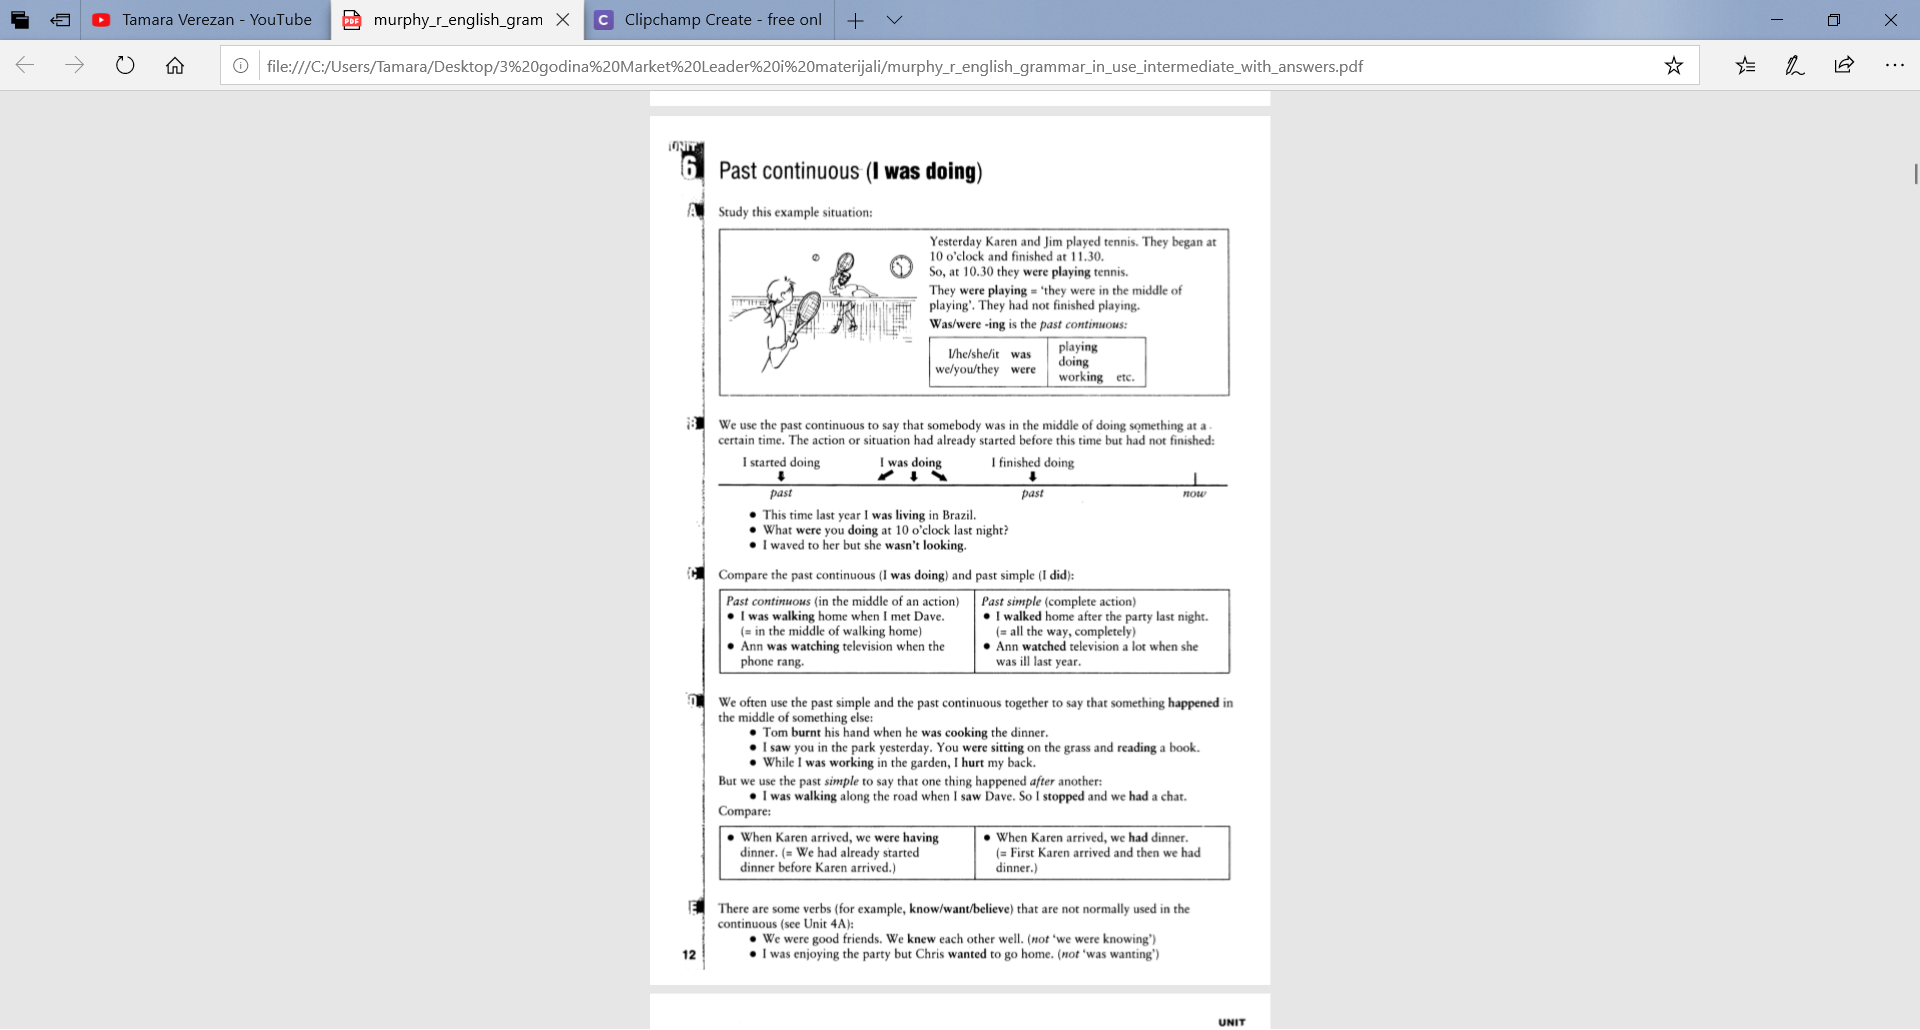 Tamara Verezan - YouTube
murphy_r_english_gram
Clipchamp Create - free onl
file:///C:/Users/Tamara/Desktop/3%20godina%20Market%20Leader%20i%20materijali/murphy_r_english_grammar_in_use_intermediate_with_answers.pdf
UNIT
6
Past continuous (I was doing)
A
Study this example situation:
Yesterday Karen and Jim played tennis. They began at
10 o'clock and finished at 11.30.
So, at 10.30 they were playing tennis.
They were playing = 'they were in the middle of
playing'. They had not finished playing.
Was/were -ing is the past continuous:
I/he/she/it was
we/you/they were
playing
doing
working etc.
B
We use the past continuous to say that somebody was in the middle of doing something at a
certain time. The action or situation had already started before this time but had not finished:
I started doing I was doing I finished doing
past past now
• This time last year I was living in Brazil.
• What were you doing at 10 o'clock last night?
• I waved to her but she wasn't looking.
C
Compare the past continuous (I was doing) and past simple (I did):
Past continuous (in the middle of an action)
• I was walking home when I met Dave.
(= in the middle of walking home)
• Ann was watching television when the
phone rang.
Past simple (complete action)
• I walked home after the party last night.
(= all the way, completely)
• Ann watched television a lot when she
was ill last year.
D
We often use the past simple and the past continuous together to say that something happened in
the middle of something else:
• Tom burnt his hand when he was cooking the dinner.
• I saw you in the park yesterday. You were sitting on the grass and reading a book.
• While I was working in the garden, I hurt my back.
But we use the past simple to say that one thing happened after another:
• I was walking along the road when I saw Dave. So I stopped and we had a chat.
Compare:
• When Karen arrived, we were having
dinner. (= We had already started
dinner before Karen arrived.)
• When Karen arrived, we had dinner.
(= First Karen arrived and then we had
dinner.)
E
There are some verbs (for example, know/want/believe) that are not normally used in the
continuous (see Unit 4A):
• We were good friends. We knew each other well. (not 'we were knowing')
• I was enjoying the party but Chris wanted to go home. (not 'was wanting')
12
UNIT